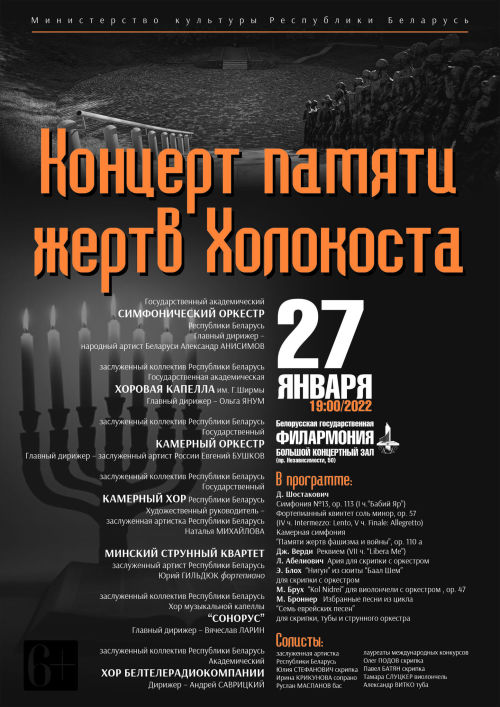 Министерство культуры Республики Беларусь
Концерт памяти
жертв Холокоста
Государственный академический
СИМФОНИЧЕСКИЙ ОРКЕСТР
Республики Беларусь
Главный дирижер –
народный артист Беларуси Александр АНИСИМОВ
заслуженный коллектив Республики Беларусь
Государственная академическая
ХОРОВАЯ КАПЕЛЛА им. Г.Ширмы
Главный дирижер – Ольга ЯНУМ
заслуженный коллектив Республики Беларусь
Государственный
КАМЕРНЫЙ ОРКЕСТР
Главный дирижер – заслуженный артист России Евгений БУШКОВ
заслуженный коллектив Республики Беларусь
Государственный
КАМЕРНЫЙ ХОР Республики Беларусь
Художественный руководитель –
заслуженная артистка Республики Беларусь
Наталья МИХАЙЛОВА
МИНСКИЙ СТРУННЫЙ КВАРТЕТ
заслуженный артист Республики Беларусь
Юрий ГИЛЬДЮК фортепиано
заслуженный коллектив Республики Беларусь
Хор музыкальной капеллы
“СОНОРУС”
Главный дирижер – Вячеслав ЛАРИН
заслуженный коллектив Республики Беларусь
Академический
ХОР БЕЛТЕЛЕРАДИОКОМПАНИИ
Дирижер – Андрей САВРИЦКИЙ
27
ЯНВАРЯ
19:00/2022
Белорусская государственная
ФИЛАРМОНИЯ
БОЛЬШОЙ КОНЦЕРТНЫЙ ЗАЛ
(пр. Независимости, 50)
В программе:
Д. Шостакович
Симфония №13, ор. 113 (I ч."Бабий Яр")
Фортепианный квинтет соль минор, ор. 57
(IV ч. Intermezzo: Lento, V ч. Finale: Allegretto)
Камерная симфония
"Памяти жертв фашизма и войны", ор. 110 а
Дж. Верди Реквием (VII ч. "Libera Me")
Л. Абелиович Ария для скрипки с оркестром
Э. Блох "Нигун" из сюиты "Баал Шем"
для скрипки с оркестром
М. Брух "Kol Nidrei" для виолончели с оркестром , ор. 47
М. Броннер Избранные песни из цикла
"Семь еврейских песен"
для скрипки, тубы и струнного оркестра
Солисты:
заслуженная артистка
Республики Беларусь
Юлия СТЕФАНОВИЧ скрипка
Ирина КРИКУНОВА сопрано
Руслан МАСПАНОВ бас
лауреаты международных конкурсов
Олег ПОДОВ скрипка
Павел БАТЯН скрипка
Тамара СЛУЦКЕР виолончель
Александр ВИТКО туба